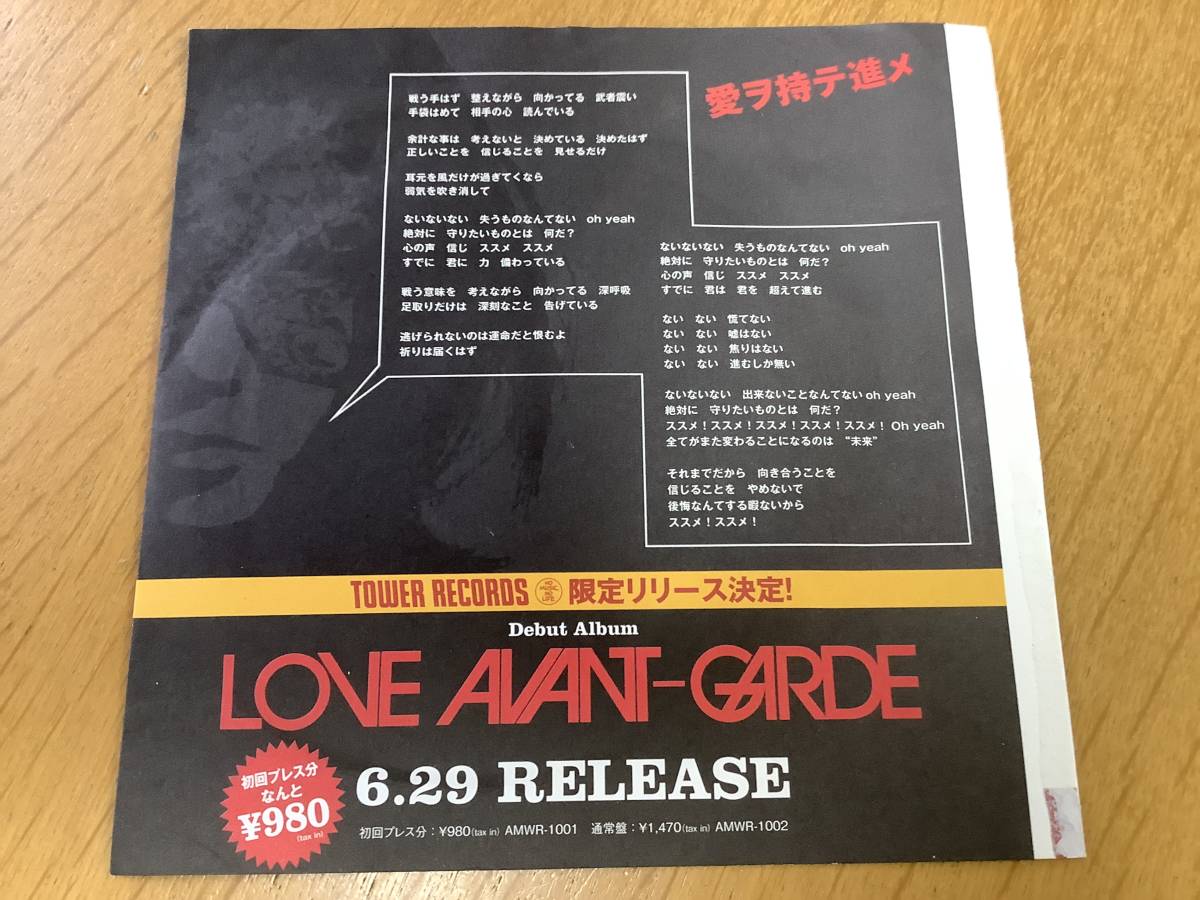 愛ヲ持テ進メ
戦う手はず 整えながら 向かってる 武者震い
手袋はめて 相手の心 読んでいる
余計な事は 考えないと 決めている 決めたはず
正しいことを 信じることを 見せるだけ
耳元を風だけが過ぎてくなら
弱気を吹き消して
ないないない 失うものなんてない oh yeah
絶対に 守りたいものとは 何だ?
心の声 信じ ススメ ススメ
すでに 君に 力 備わっている
戦う意味を 考えながら 向かってる 深呼吸
足取りだけは 深刻なこと 告げている
逃げられないのは運命だと恨むよ
祈りは届くはず
ないないない 失うものなんてない oh yeah
絶対に 守りたいものとは 何だ?
心の声 信じ ススメ ススメ
すでに 君は 君を 超えて進む
ない ない 慌てない
ない ない 嘘はない
ない ない 焦りはない
ない ない 進むしか無い
ないないない 出来ないことなんてない oh yeah
絶対に 守りたいものとは 何だ?
ススメ!ススメ!ススメ!ススメ!ススメ! Oh yeah
全てがまた変わることになるのは “未来”
それまでだから 向き合うことを
信じることを やめないで
後悔なんてする暇ないから
ススメ!ススメ!
TOWER RECORDS NO MUSIC, NO LIFE. 限定リリース決定!
Debut Album
LOVE AVANT-GARDE
初回プレス分
なんと
¥980
(tax in)
6.29 RELEASE
初回プレス分:¥980(tax in) AMWR-1001 通常盤:¥1,470(tax in) AMWR-1002